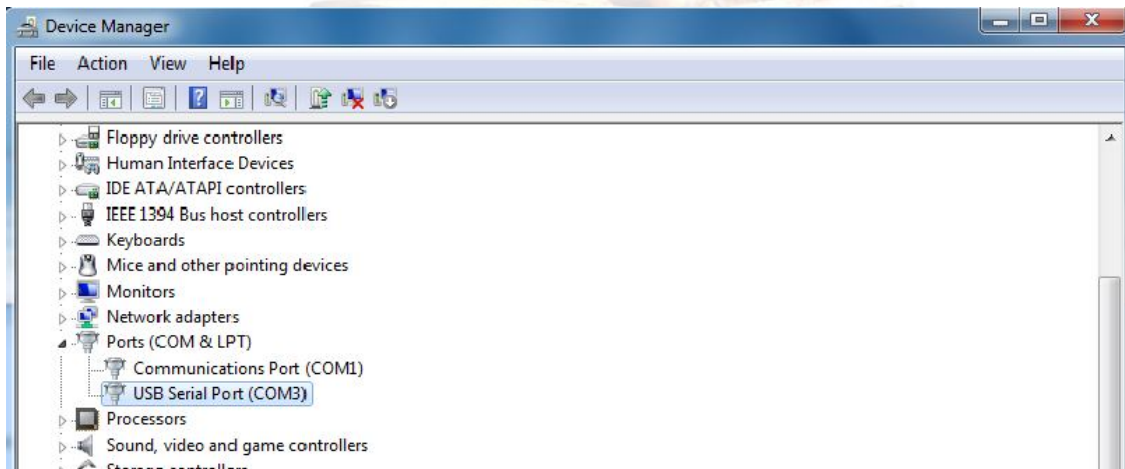 Device Manager
File Action View Help
Floppy drive controllers
Human Interface Devices
IDE ATA/ATAPI controllers
IEEE 1394 Bus host controllers
Keyboards
Mice and other pointing devices
Monitors
Network adapters
Ports (COM & LPT)
Communications Port (COM1)
USB Serial Port (COM3)
Processors
Sound, video and game controllers
Storage controllers